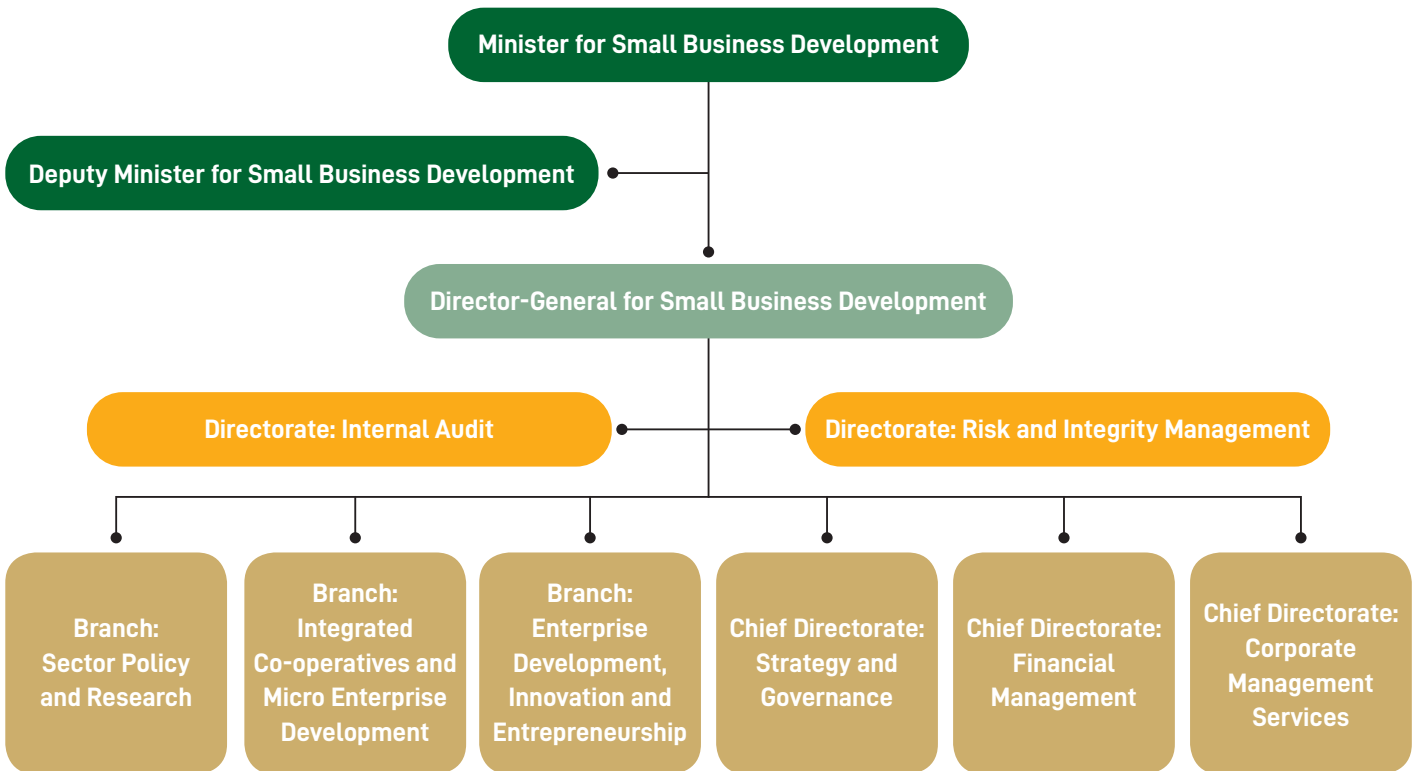 Minister for Small Business Development
Deputy Minister for Small Business Development
Director-General for Small Business Development
Directorate: Internal Audit
Directorate: Risk and Integrity Management
Branch:
Sector Policy
and Research
Branch:
Integrated
Co-operatives and
Micro Enterprise
Development
Branch:
Enterprise
Development,
Innovation and
Entrepreneurship
Chief Directorate:
Strategy and
Governance
Chief Directorate:
Financial
Management
Chief Directorate:
Corporate
Management
Services